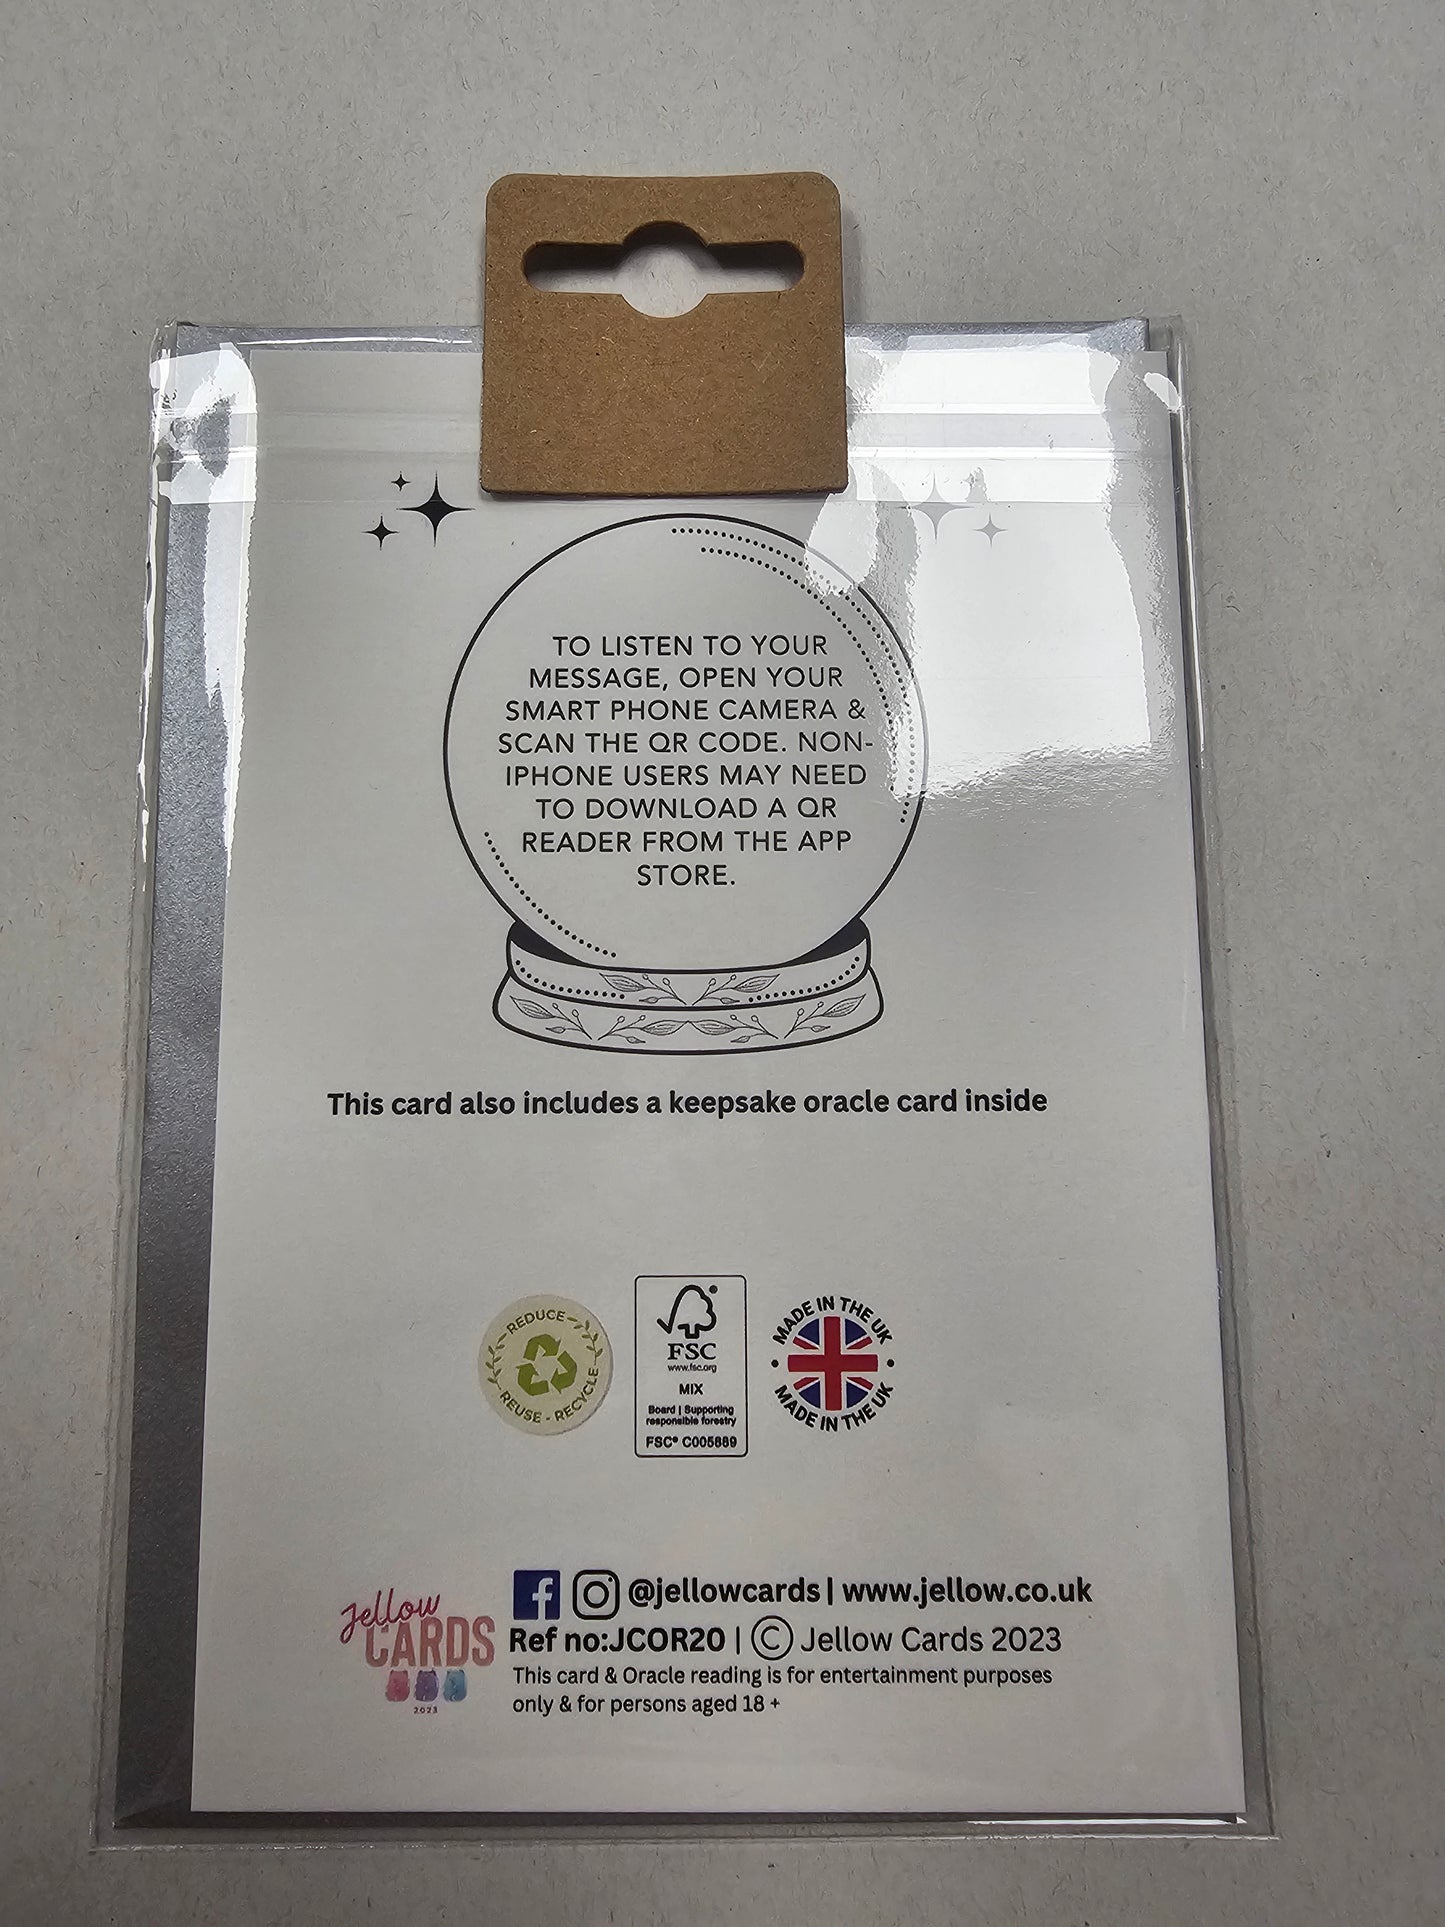 TO LISTEN TO YOUR
MESSAGE, OPEN YOUR
SMART PHONE CAMERA &
SCAN THE QR CODE. NON-
IPHONE USERS MAY NEED
TO DOWNLOAD A QR
READER FROM THE APP
STORE.
This card also includes a keepsake oracle card inside
REDUCE
REUSE - RECYCLE
FSC
www.fsc.org
MIX
Board | Supporting
responsible forestry
FSC® C005889
MADE IN THE UK
MADE IN THE UK
Jellow
CARDS
2023
@jellowcards | www.jellow.co.uk
Ref no:JCOR20 | © Jellow Cards 2023
This card & Oracle reading is for entertainment purposes
only & for persons aged 18 +